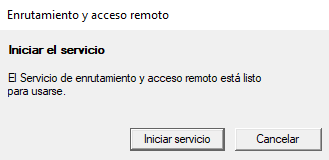 Enrutamiento y acceso remoto
Iniciar el servicio
El Servicio de enrutamiento y acceso remoto está listo
para usarse.
Iniciar servicio
Cancelar